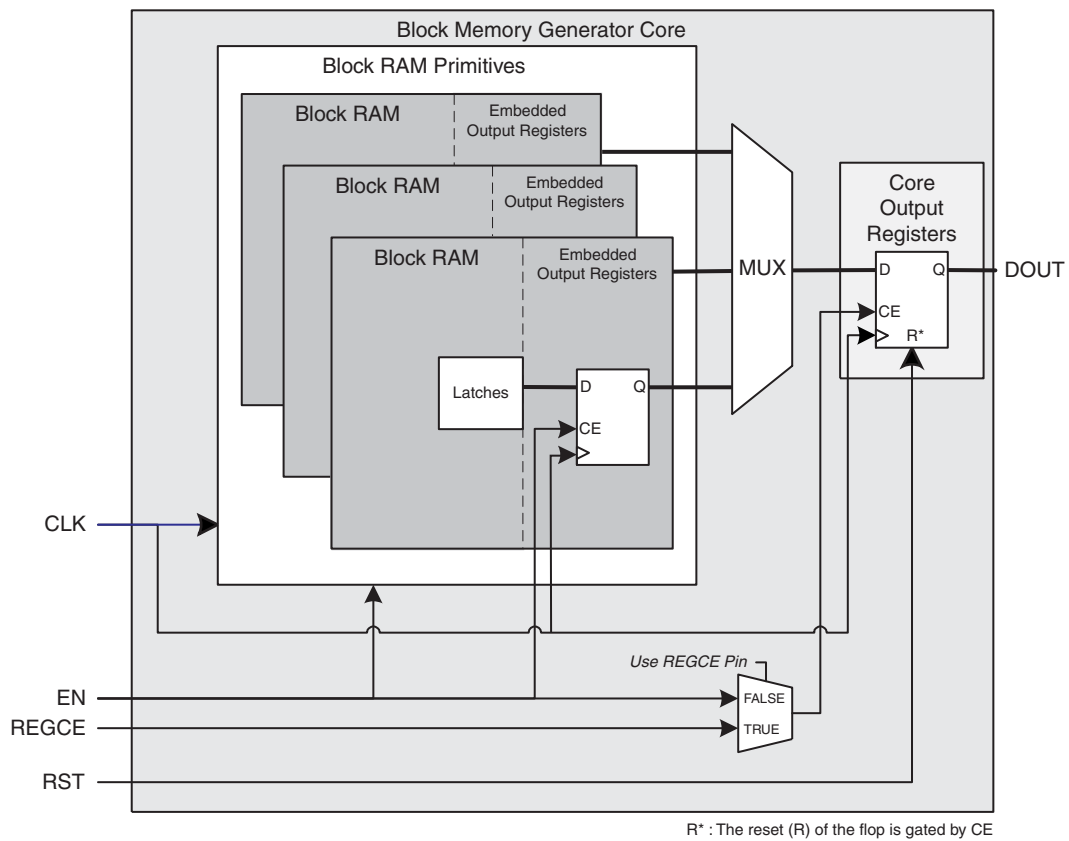 Block Memory Generator Core
Block RAM Primitives
Block RAM
Embedded
Output Registers
Block RAM
Embedded
Output Registers
Block RAM
Embedded
Output Registers
MUX
Core
Output
Registers
D
Q
DOUT
CE
R*
Latches
D
Q
CE
CLK
Use REGCE Pin
EN
FALSE
REGCE
TRUE
RST
R* : The reset (R) of the flop is gated by CE